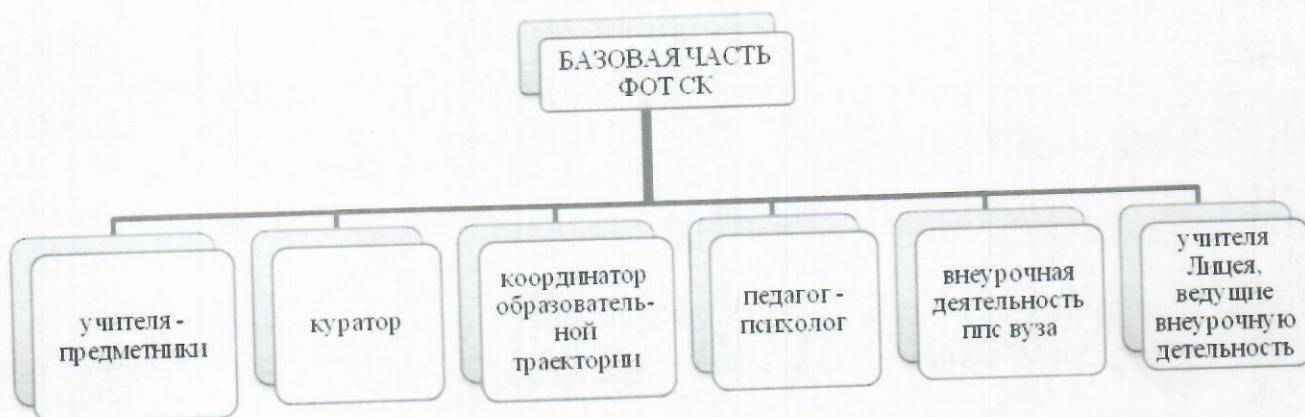 БАЗОВАЯ ЧАСТЬ
ФОТ СК
учителя -
предметники
куратор
координатор
образователь-
ной
траектории
педагог -
психолог
внеурочная
деятельность
ппс вуза
учителя
Лицея,
ведущие
внеурочную
детельность